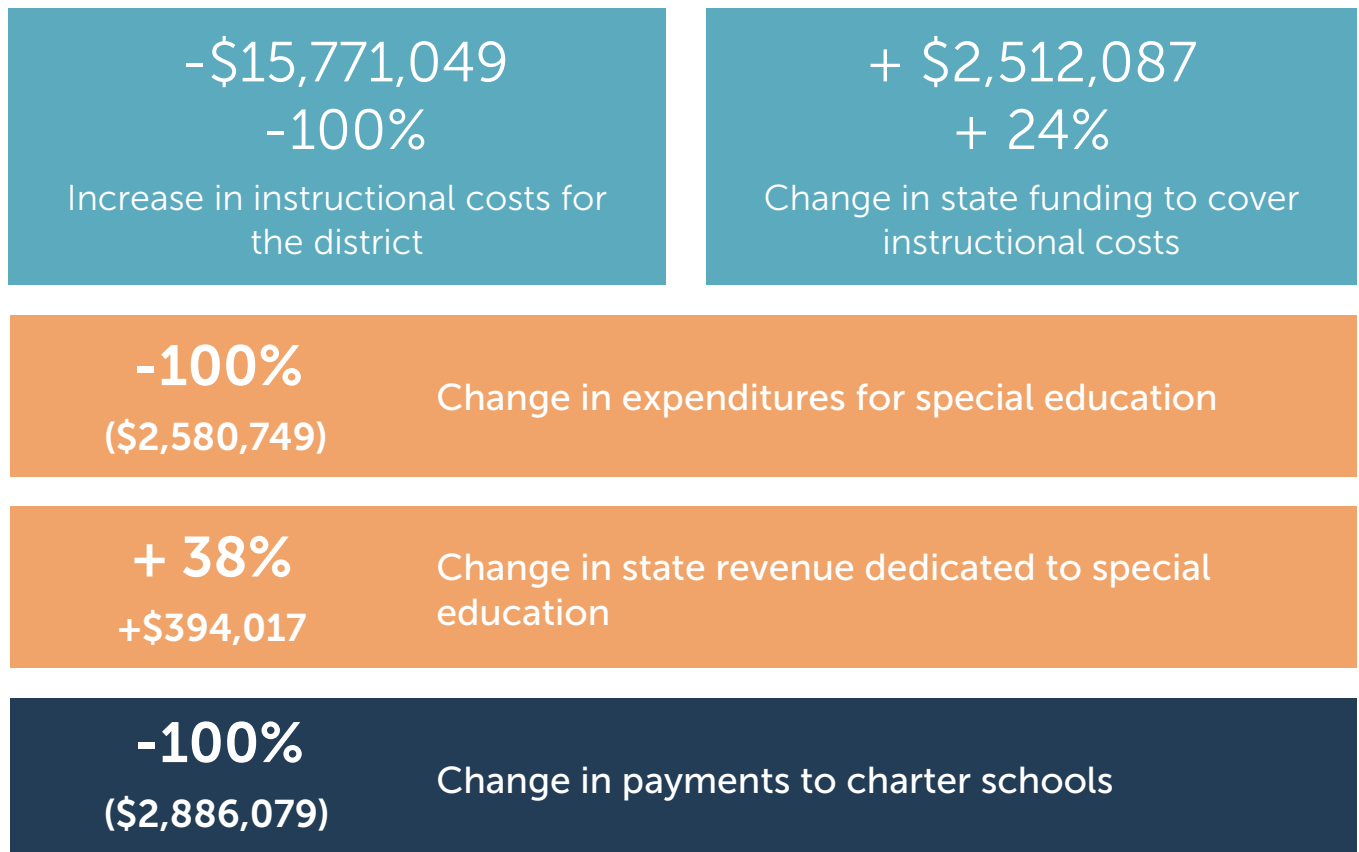 -$15,771,049
-100%
Increase in instructional costs for
the district
+ $2,512,087
+ 24%
Change in state funding to cover
instructional costs
-100%
($2,580,749)
Change in expenditures for special education
+ 38%
+$394,017
Change in state revenue dedicated to special
education
-100%
($2,886,079)
Change in payments to charter schools